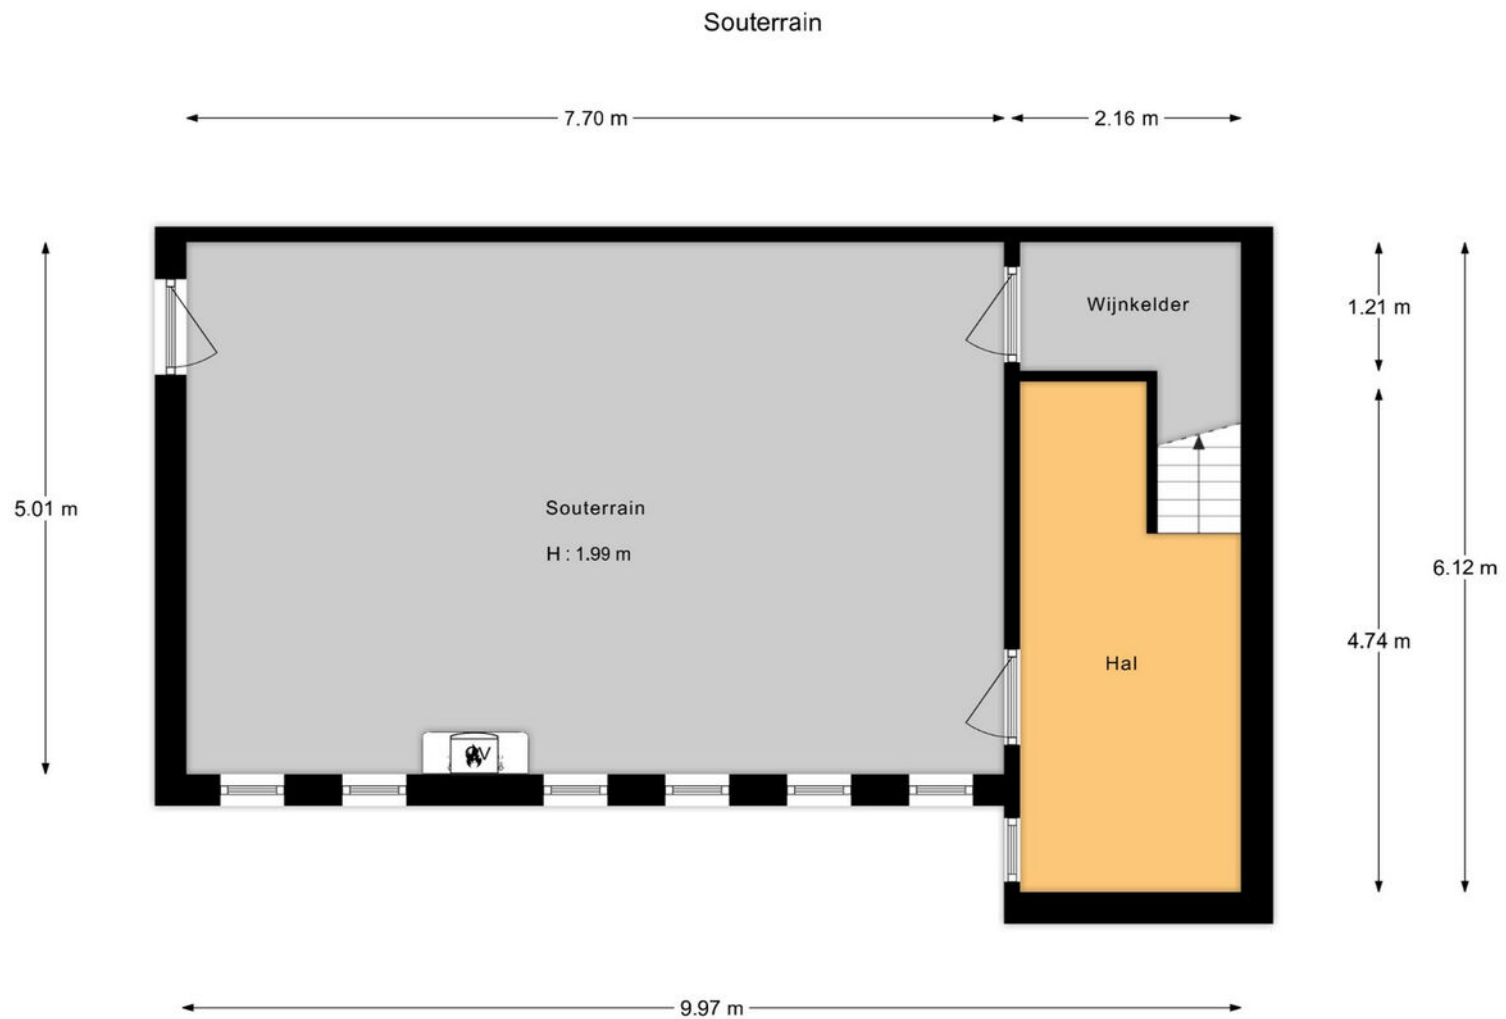 Souterrain
7.70 m
2.16 m
Wijnkelder
1.21 m
5.01 m
Souterrain
H : 1.99 m
6.12 m
4.74 m
Hal
CV
9.97 m